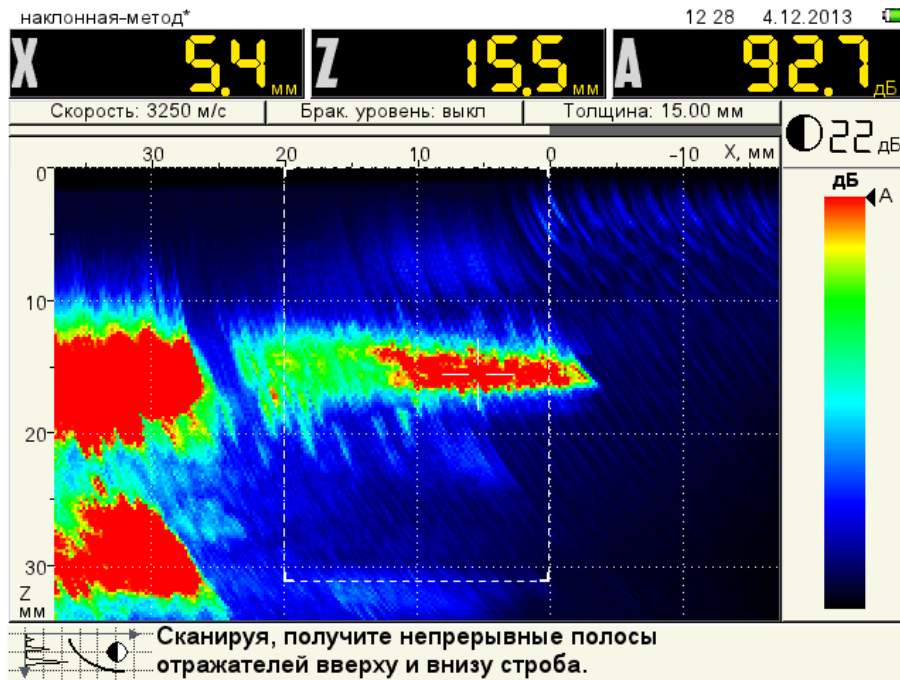 наклонная-метод*
12 28 4.12.2013
X 5.4 мм Z 15.5 мм A 92.7 дБ
Скорость: 3250 м/с Брак. уровень: выкл Толщина: 15.00 мм
22 дБ
30 20 10 0 -10 X, мм
0
10
20
30
Z
мм
дБ
A
Сканируя, получите непрерывные полосы
отражателей вверху и внизу строба.